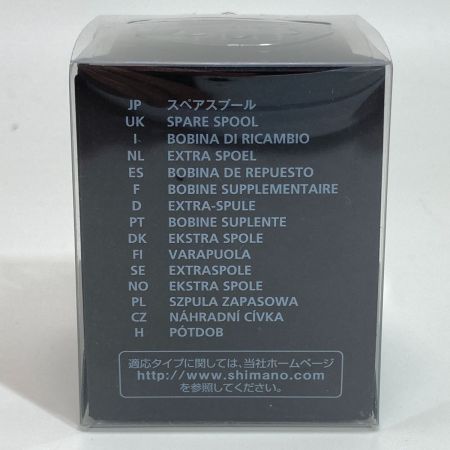 JP スペアスプール
UK SPARE SPOOL
I BOBINA DI RICAMBIO
NL EXTRA SPOEL
ES BOBINA DE REPUESTO
F BOBINE SUPPLEMENTAIRE
D EXTRA-SPULE
PT BOBINE SUPLENTE
DK EKSTRA SPOLE
FI VARAPUOLA
SE EXTRASPOLE
NO EKSTRA SPOLE
PL SZPULA ZAPASOWA
CZ NÁHRADNÍ CÍVKA
H PÓTDOB
適応タイプに関しては、当社ホームページ
http://www.shimano.com
を参照してください。